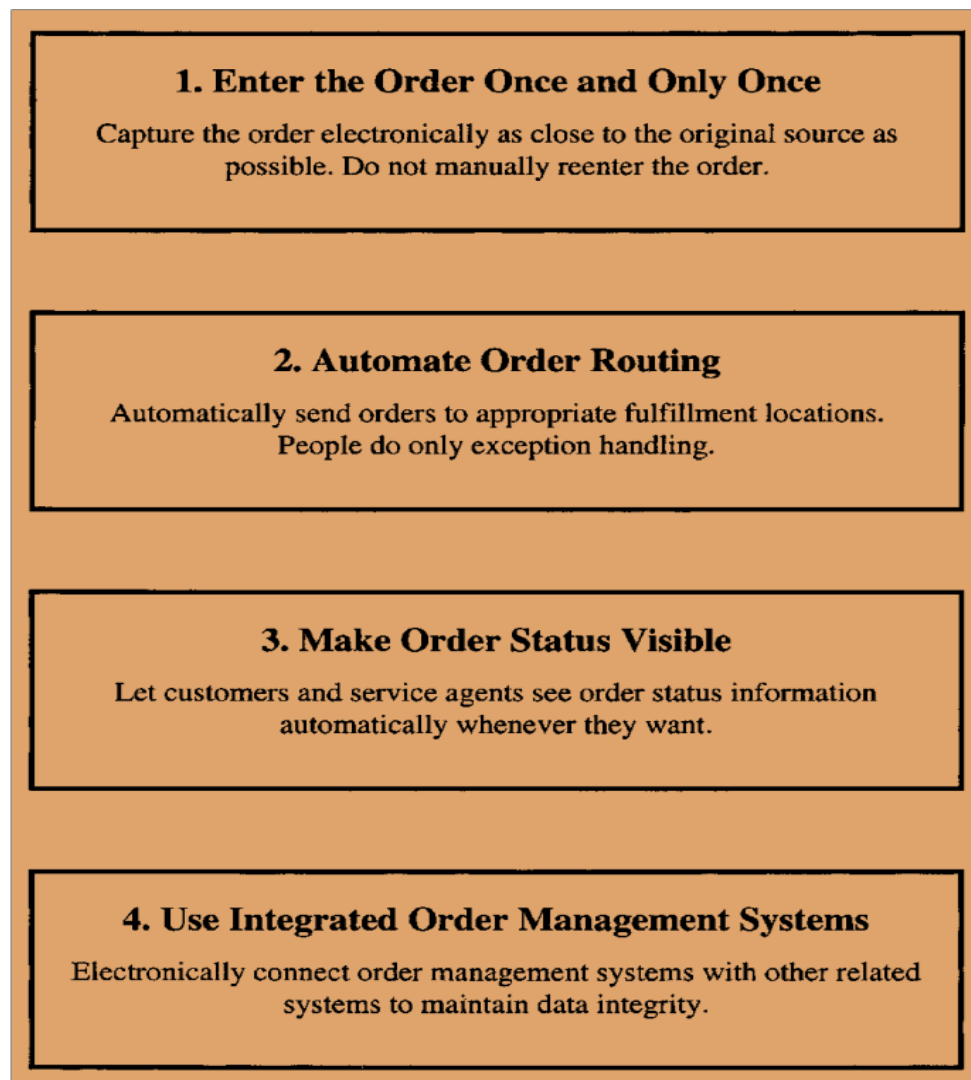 1. Enter the Order Once and Only Once
Capture the order electronically as close to the original source as
possible. Do not manually reenter the order.
2. Automate Order Routing
Automatically send orders to appropriate fulfillment locations.
People do only exception handling.
3. Make Order Status Visible
Let customers and service agents see order status information
automatically whenever they want.
4. Use Integrated Order Management Systems
Electronically connect order management systems with other related
systems to maintain data integrity.